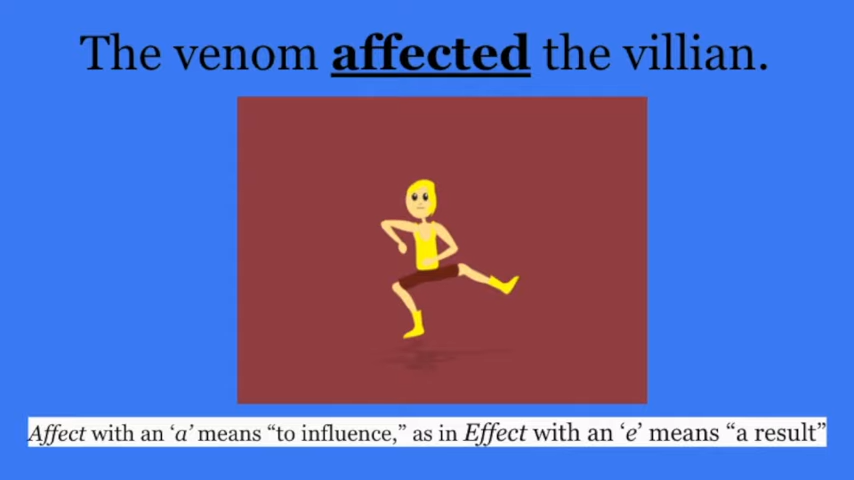 The venom affected the villian.
Affect with an ‘a’ means “to influence,” as in Effect with an ‘e’ means “a result”